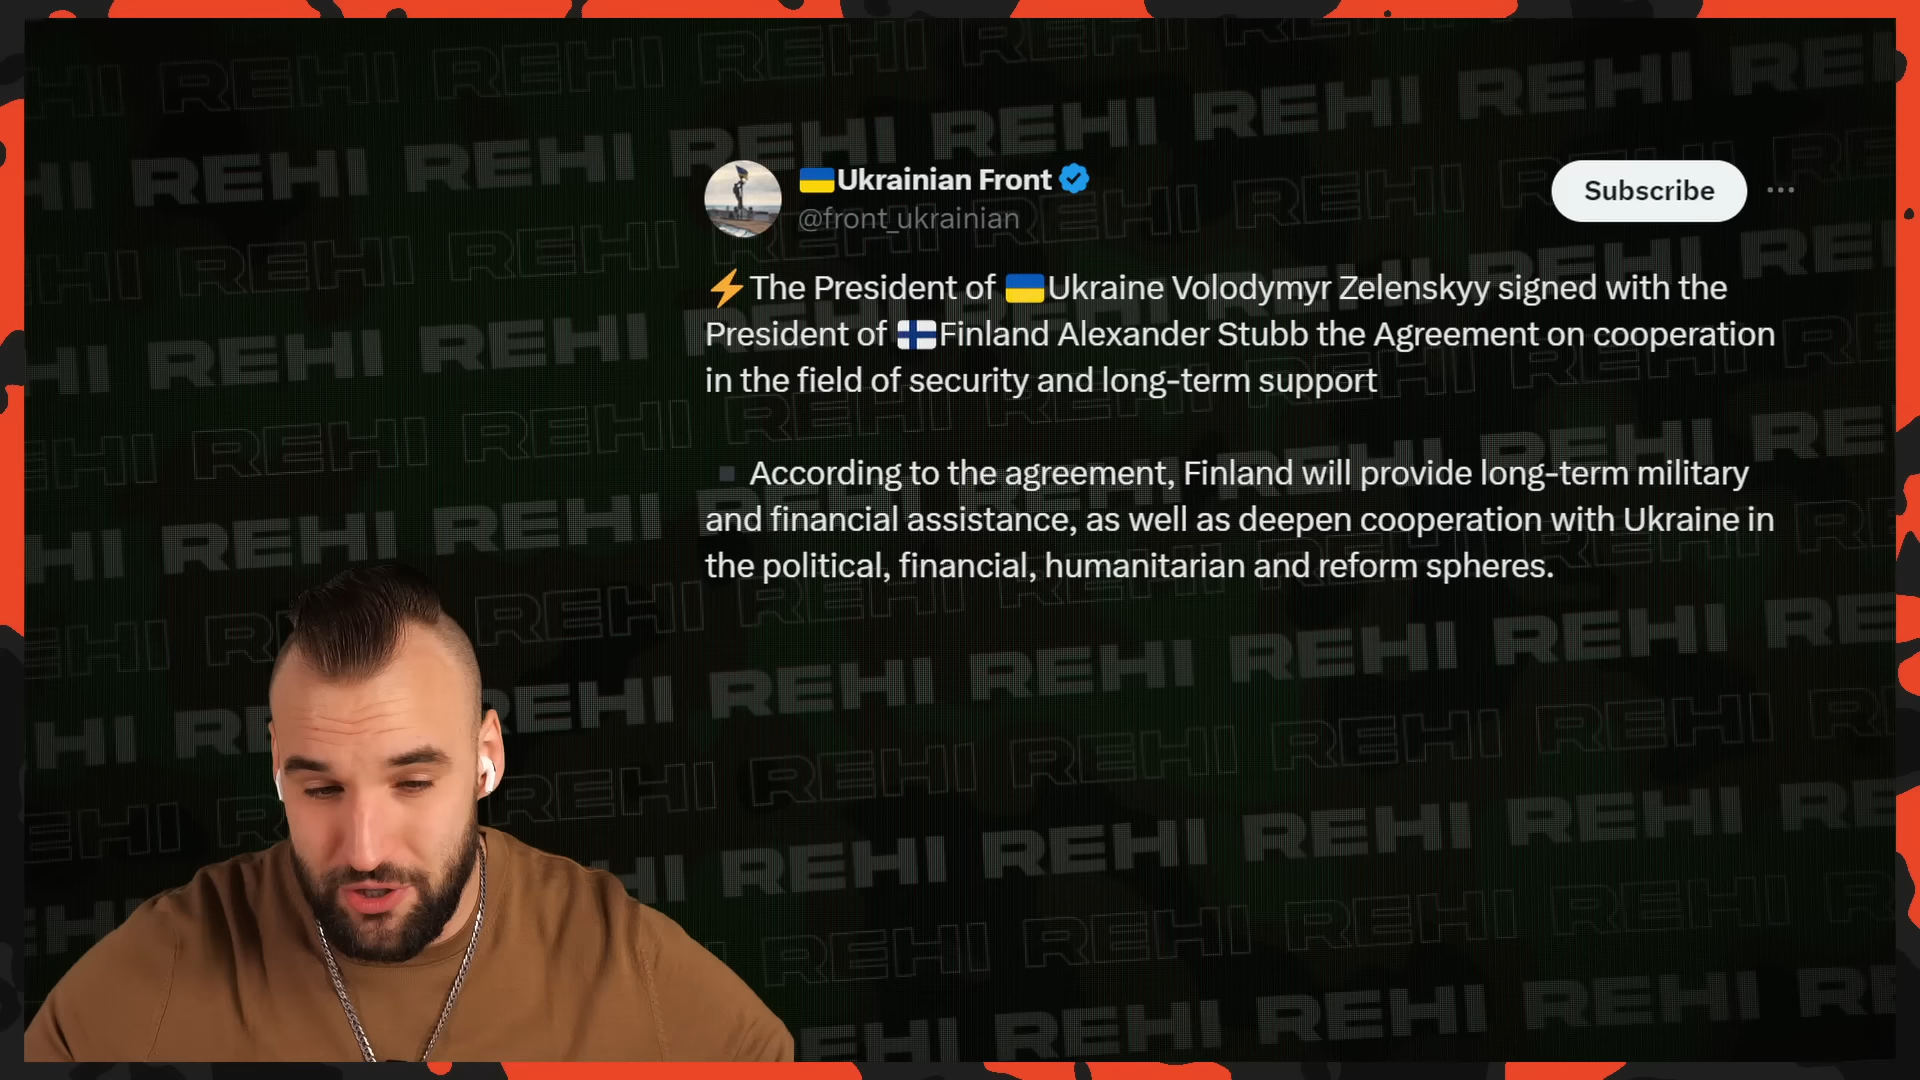 🇺🇦Ukrainian Front
@front_ukrainian
Subscribe
⚡The President of 🇺🇦Ukraine Volodymyr Zelenskyy signed with the
President of 🇫🇮Finland Alexander Stubb the Agreement on cooperation
in the field of security and long-term support
▪️According to the agreement, Finland will provide long-term military
and financial assistance, as well as deepen cooperation with Ukraine in
the political, financial, humanitarian and reform spheres.
REHI REHI REHI REHI REHI REHI